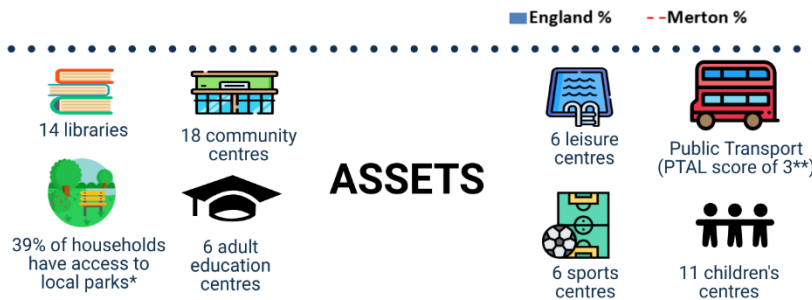 England %
Merton %
14 libraries
18 community
centres
6 leisure
centres
Public Transport
(PTAL score of 3**)
ASSETS
39% of households
have access to
local parks*
6 adult
education
centres
6 sports
centres
11 children's
centres